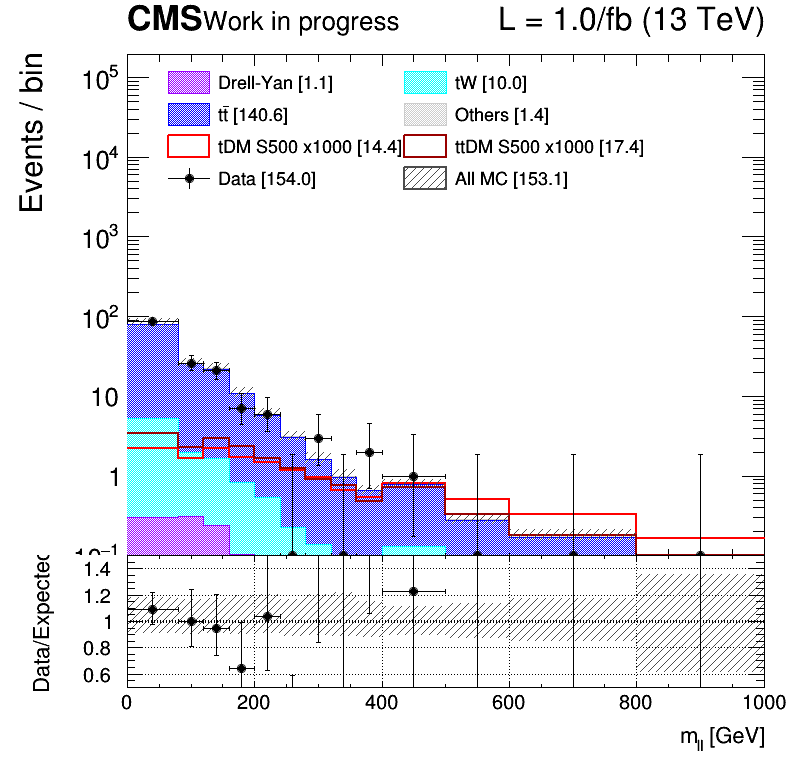 CMS Work in progress L = 1.0/fb (13 TeV)
Events / bin
10⁵
10⁴
10³
10²
10
1
10⁻¹
Drell-Yan [1.1] tW [10.0]
tt̄ [140.6] Others [1.4]
tDM S500 x1000 [14.4] ttDM S500 x1000 [17.4]
Data [154.0] All MC [153.1]
Data/Expected
1.4
1.2
1
0.8
0.6
0 200 400 600 800 1000
m_ll [GeV]